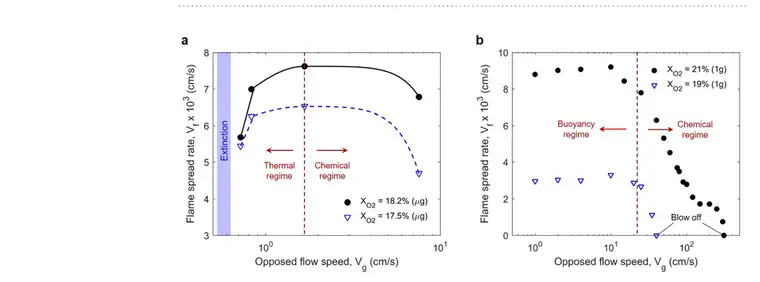 a
Flame spread rate, V_f x 10^3 (cm/s)
8
7
6
5
4
3
Extinction
Thermal regime
Chemical regime
X_O2 = 18.2% (μg)
X_O2 = 17.5% (μg)
10^0
10^1
Opposed flow speed, V_g (cm/s)
b
Flame spread rate, V_f x 10^3 (cm/s)
10
8
6
4
2
0
X_O2 = 21% (1g)
X_O2 = 19% (1g)
Buoyancy regime
Chemical regime
Blow off
10^0
10^1
10^2
Opposed flow speed, V_g (cm/s)